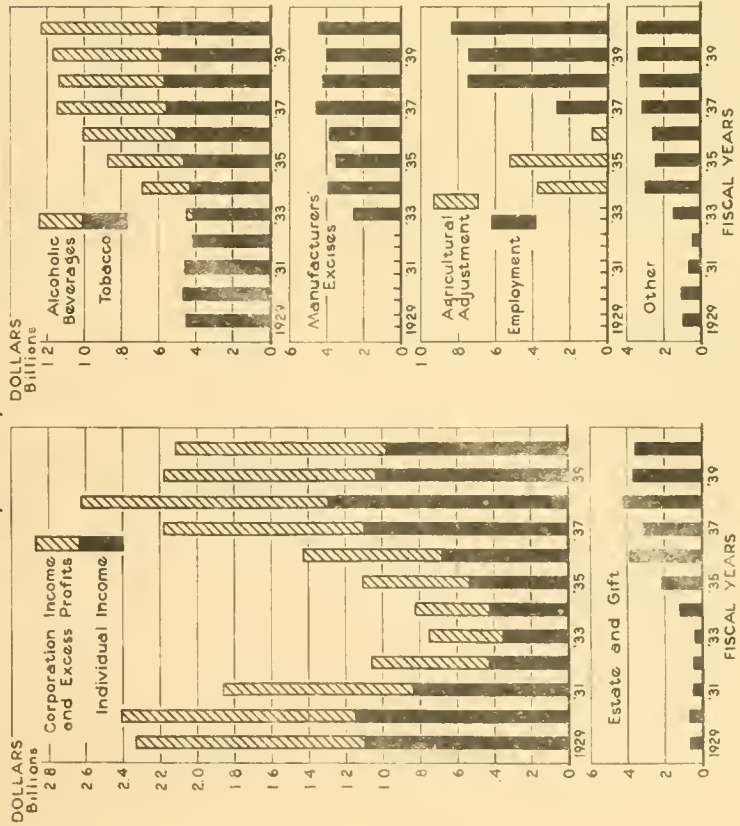 DOLLARS
Billions
2 8
Corporation Income
and Excess Profits
2 6
Individual Income
2.4
2.2
2.0
1 8
1 6
1 4
1 2
1 0
8
6
4
2
0
1929 '31 '33 '35 '37 39
6
Estate and Gift
4
2
0
1929 '31 '33 '35 37 '39
FISCAL YEARS
DOLLARS
Billions
1 2
Alcoholic
Beverages
1 0
Tobacco
.8
.6
.4
.2
0
1929 '31 '33 '35 '37 '39
6
Manufacturers'
Excises
4
2
0
1929 '31 '33 '35 '37 '39
1 0
Agricultural
Adjustment
.8
Employment
.6
.4
.2
0
1929 '31 '33 '35 '37 '39
.4
Other
.2
0
1929 '31 '33 '35 '37 '39
FISCAL YEARS